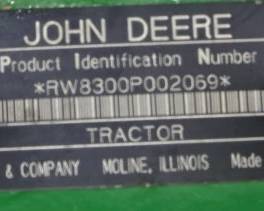 JOHN DEERE
Product Identification Number
*RW8300P002069*
TRACTOR
& COMPANY MOLINE, ILLINOIS Made